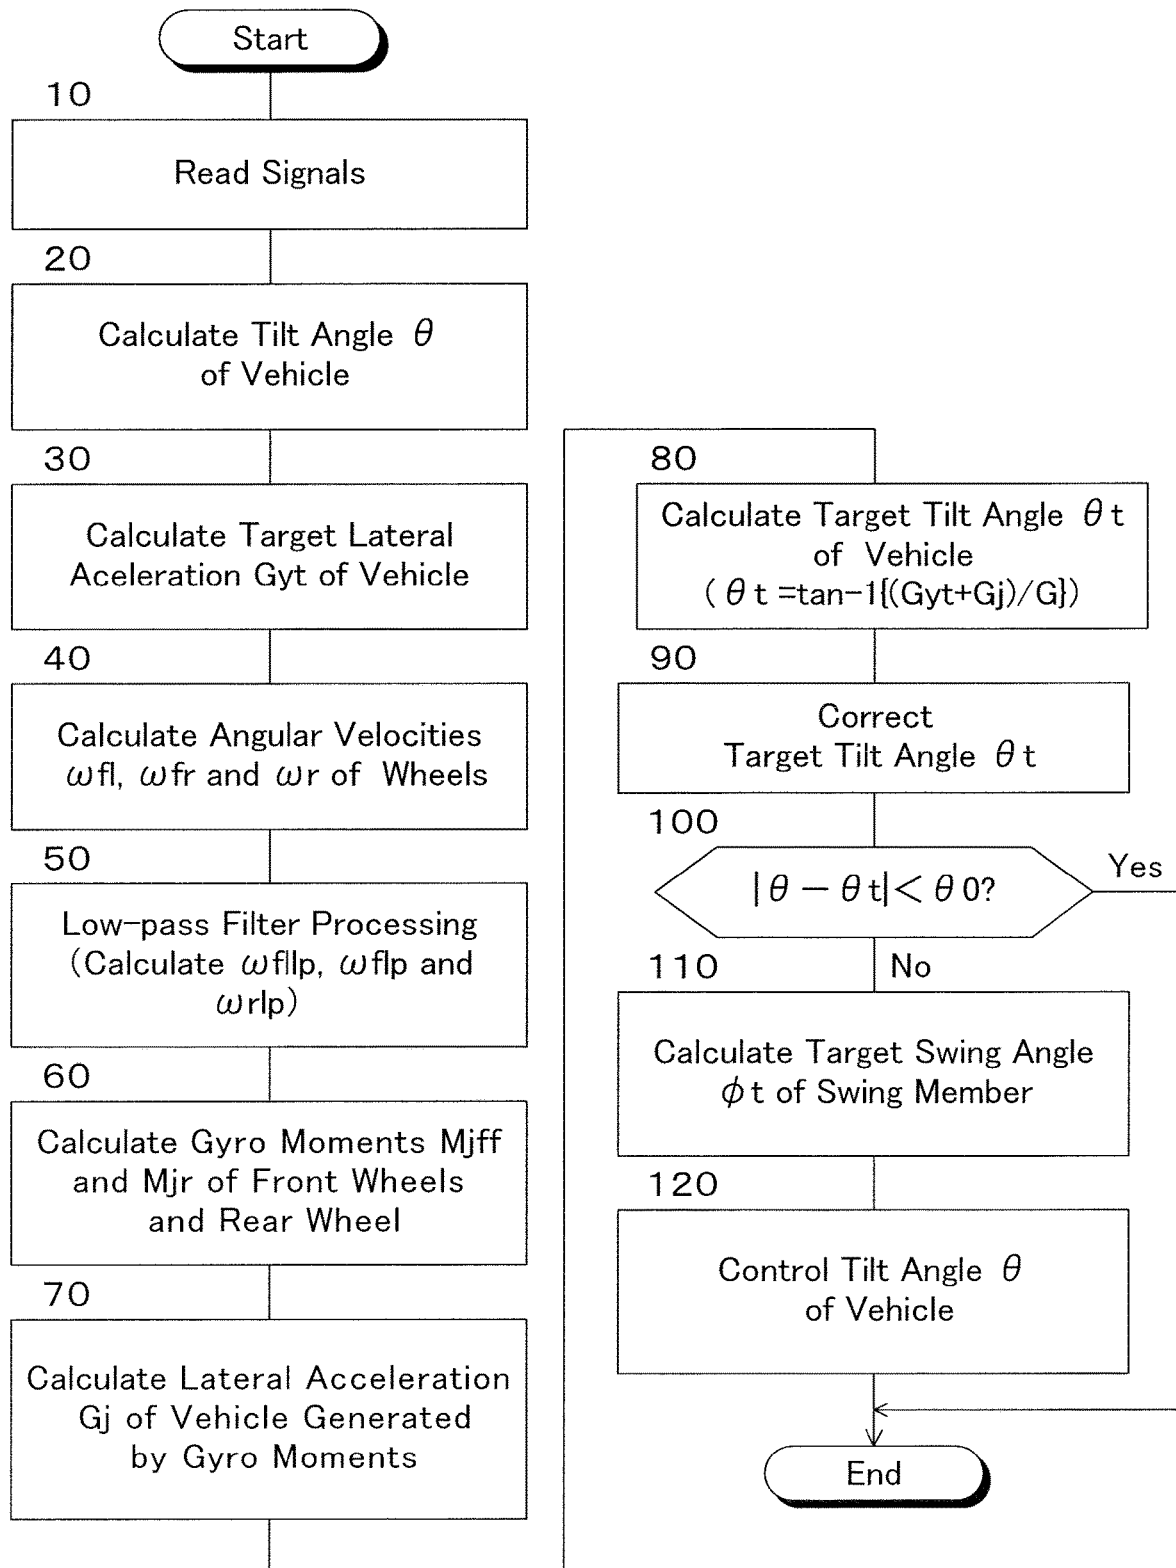 Start
10
Read Signals
20
Calculate Tilt Angle θ
of Vehicle
30
Calculate Target Lateral
Aceleration Gyt of Vehicle
40
Calculate Angular Velocities
ωfl, ωfr and ωr of Wheels
50
Low-pass Filter Processing
(Calculate ωfllp, ωflp and
ωrlp)
60
Calculate Gyro Moments Mjff
and Mjr of Front Wheels
and Rear Wheel
70
Calculate Lateral Acceleration
Gj of Vehicle Generated
by Gyro Moments
80
Calculate Target Tilt Angle θt
of Vehicle
(θt =tan-1{(Gyt+Gj)/G})
90
Correct
Target Tilt Angle θt
100
|θ - θt|< θ0?
Yes
No
110
Calculate Target Swing Angle
φt of Swing Member
120
Control Tilt Angle θ
of Vehicle
End